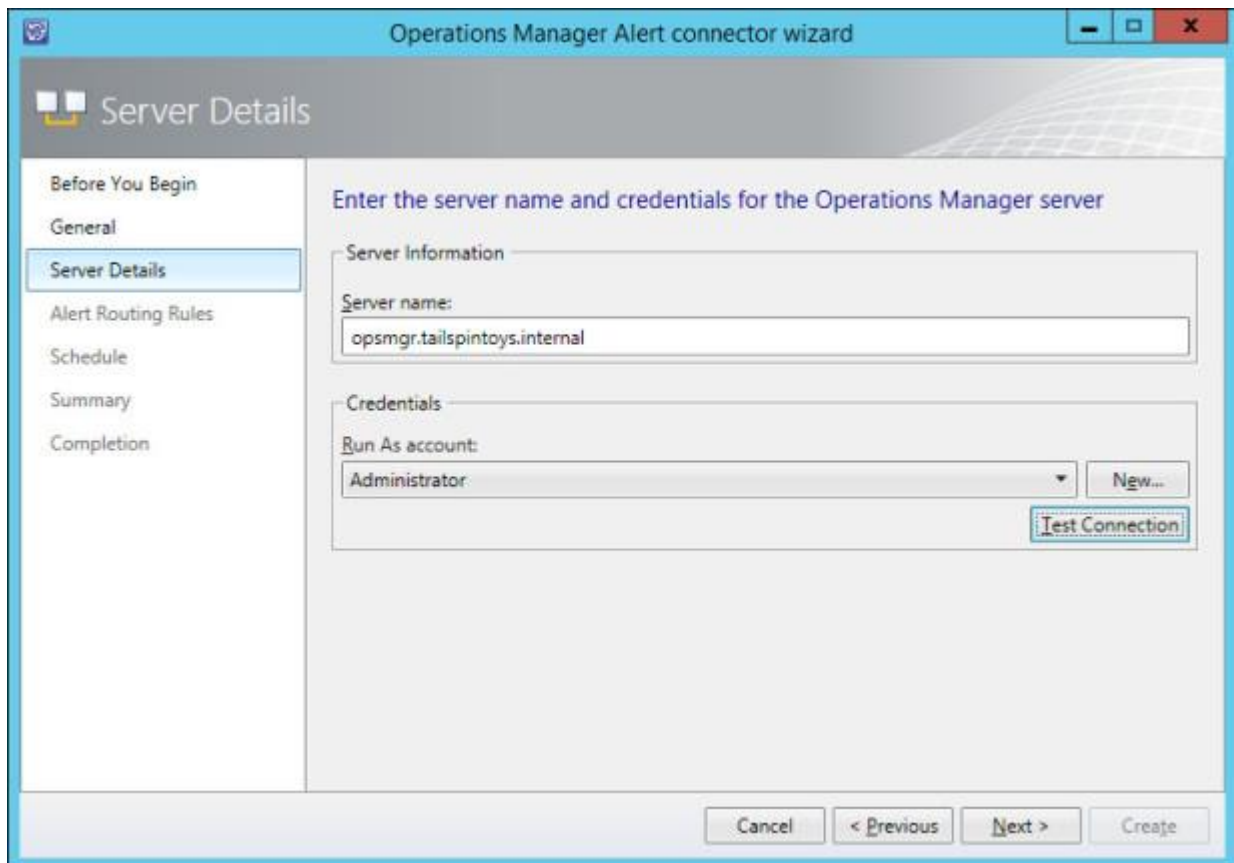 Operations Manager Alert connector wizard
Server Details
Before You Begin
General
Server Details
Alert Routing Rules
Schedule
Summary
Completion
Enter the server name and credentials for the Operations Manager server
Server Information
Server name:
opsmgr.tailspintoys.internal
Credentials
Run As account:
Administrator
New...
Test Connection
Cancel
< Previous
Next >
Create